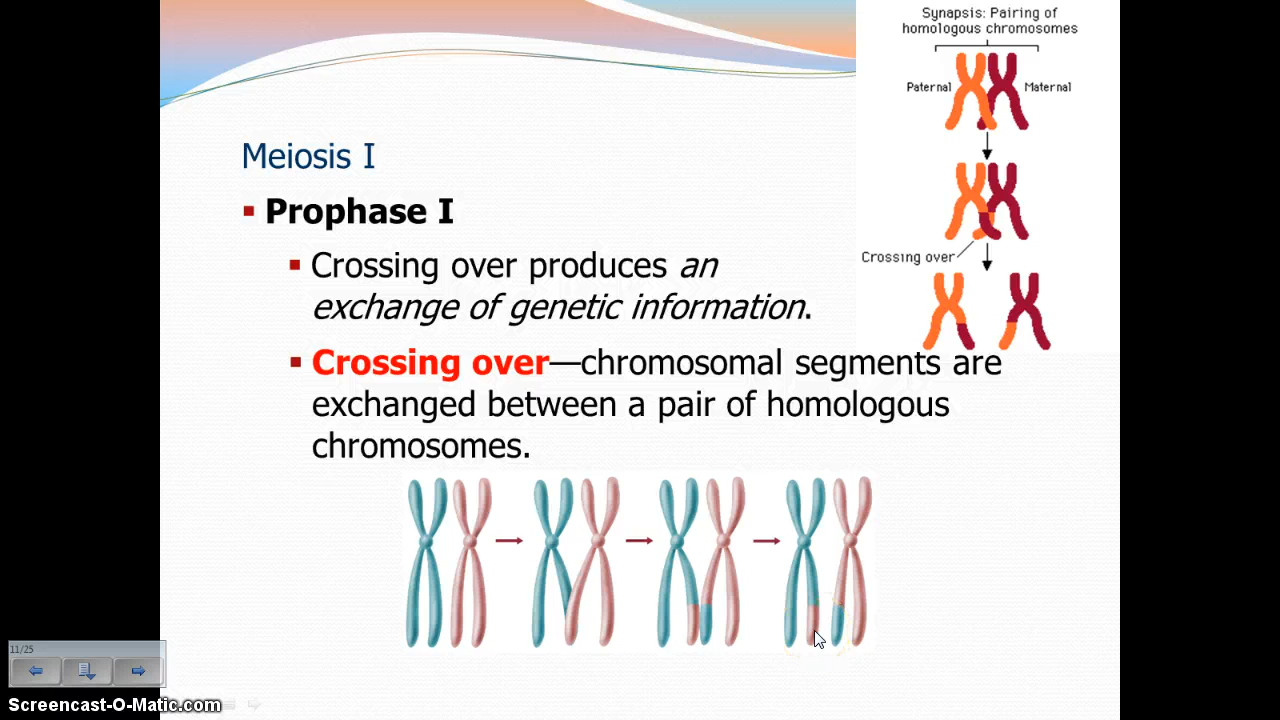 Synapsis: Pairing of
homologous chromosomes
Paternal
Maternal
Crossing over
Meiosis I
Prophase I
Crossing over produces an
exchange of genetic information.
Crossing over—chromosomal segments are
exchanged between a pair of homologous
chromosomes.
11/25
Screencast-O-Matic.com